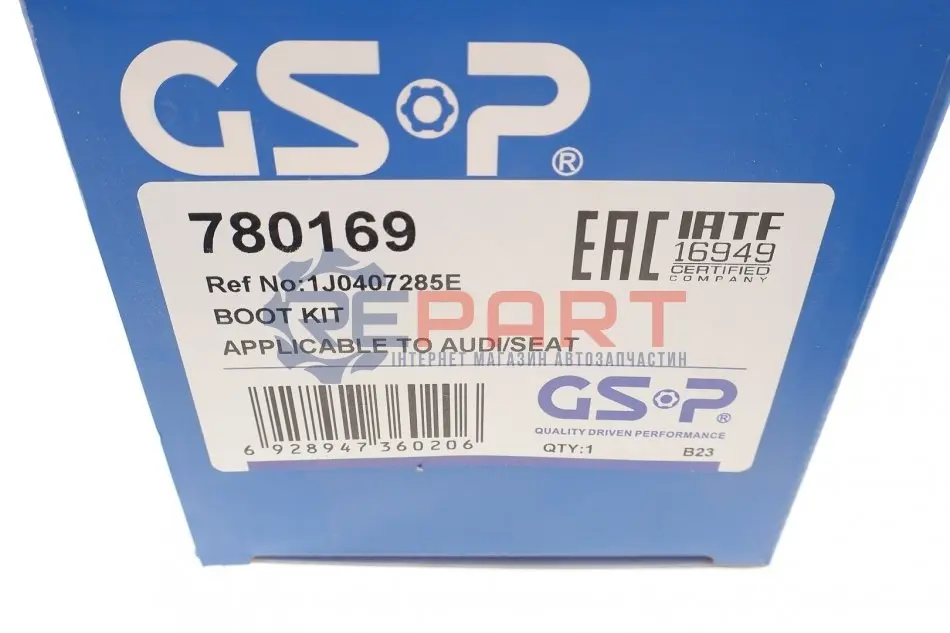 GS·P®
780169
EAC
IATF
16949
CERTIFIED
COMPANY
Ref No:1J0407285E
BOOT KIT
REPART
APPLICABLE TO AUDI/SEAT
ІНТЕРНЕТ МАГАЗИН АВТОЗАПЧАСТИН
GS·P®
QUALITY DRIVEN PERFORMANCE
6 928947 360206
QTY:1
B23